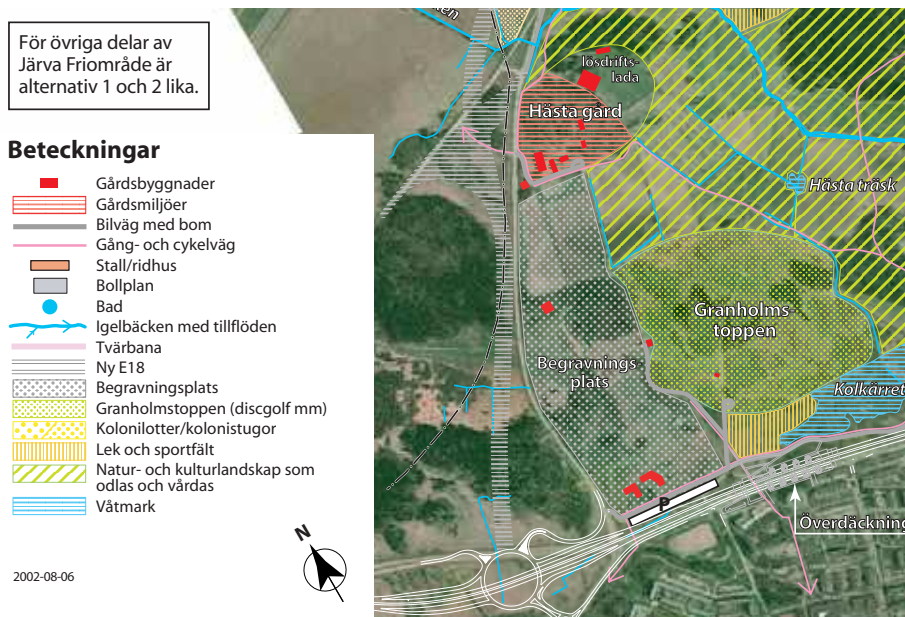 För övriga delar av
Järva Friområde är
alternativ 1 och 2 lika.
Beteckningar
Gårdsbyggnader
Gårdsmiljöer
Bilväg med bom
Gång- och cykelväg
Stall/ridhus
Bollplan
Bad
Igelbäcken med tillflöden
Tvärbana
Ny E18
Begravningsplats
Granholmstoppen (discgolf mm)
Kolonilotter/kolonistugor
Lek och sportfält
Natur- och kulturlandskap som
odlas och vårdas
Våtmark
N
2002-08-06
lösdrifts-
lada
Hästa gård
Hästa träsk
Granholms
toppen
Begravnings
plats
Kolkärret
P
Överdäckning